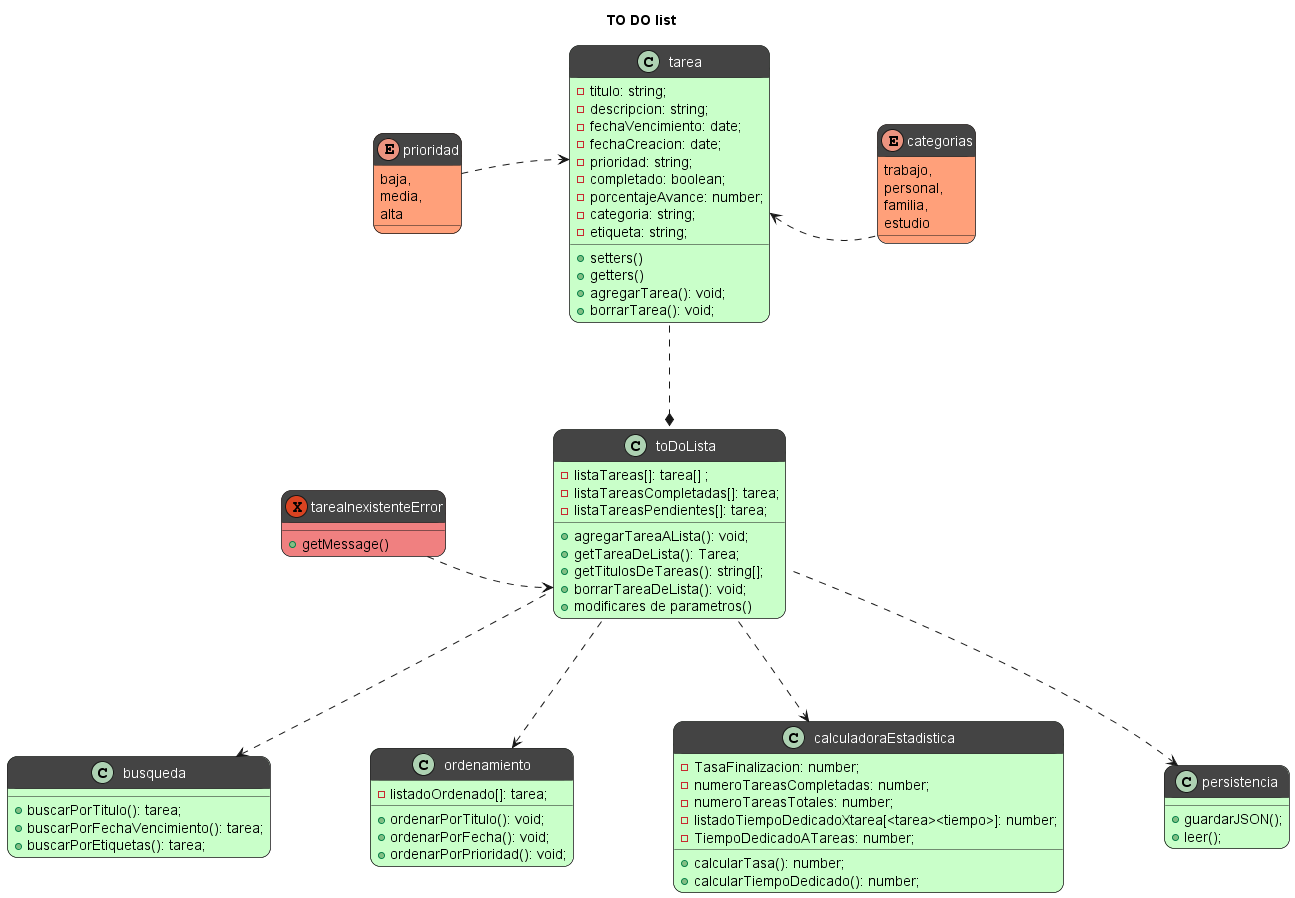 TO DO list
C tarea
titulo: string;
descripcion: string;
fechaVencimiento: date;
fechaCreacion: date;
prioridad: string;
completado: boolean;
porcentajeAvance: number;
categoria: string;
etiqueta: string;
setters()
getters()
agregarTarea(): void;
borrarTarea(): void;
E prioridad
baja,
media,
alta
E categorias
trabajo,
personal,
familia,
estudio
C toDoLista
listaTareas[]: tarea[] ;
listaTareasCompletadas[]: tarea;
listaTareasPendientes[]: tarea;
agregarTareaALista(): void;
getTareaDeLista(): Tarea;
getTitulosDeTareas(): string[];
borrarTareaDeLista(): void;
modificares de parametros()
X tareaInexistenteError
getMessage()
C busqueda
buscarPorTitulo(): tarea;
buscarPorFechaVencimiento(): tarea;
buscarPorEtiquetas(): tarea;
C ordenamiento
listadoOrdenado[]: tarea;
ordenarPorTitulo(): void;
ordenarPorFecha(): void;
ordenarPorPrioridad(): void;
C calculadoraEstadistica
TasaFinalizacion: number;
numeroTareasCompletadas: number;
numeroTareasTotales: number;
listadoTiempoDedicadoXtarea[<tarea><tiempo>]: number;
TiempoDedicadoATareas: number;
calcularTasa(): number;
calcularTiempoDedicado(): number;
C persistencia
guardarJSON();
leer();